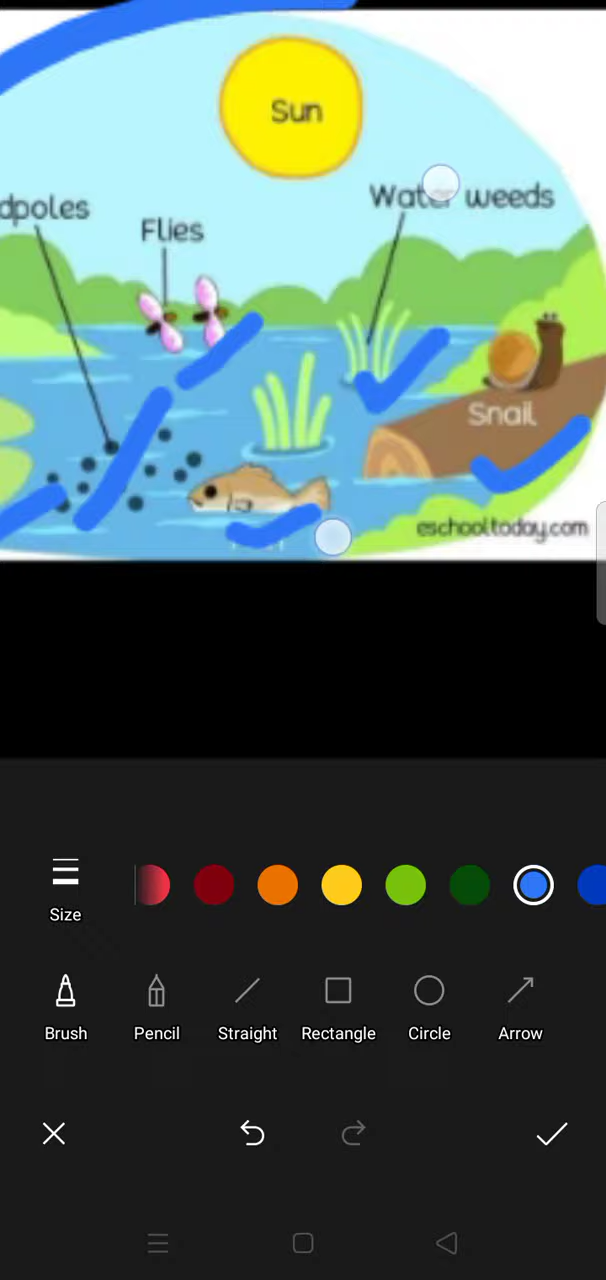 Sun
Water weeds
dpoles
Flies
Snail
eschooltoday.com
Size
Brush
Pencil
Straight
Rectangle
Circle
Arrow